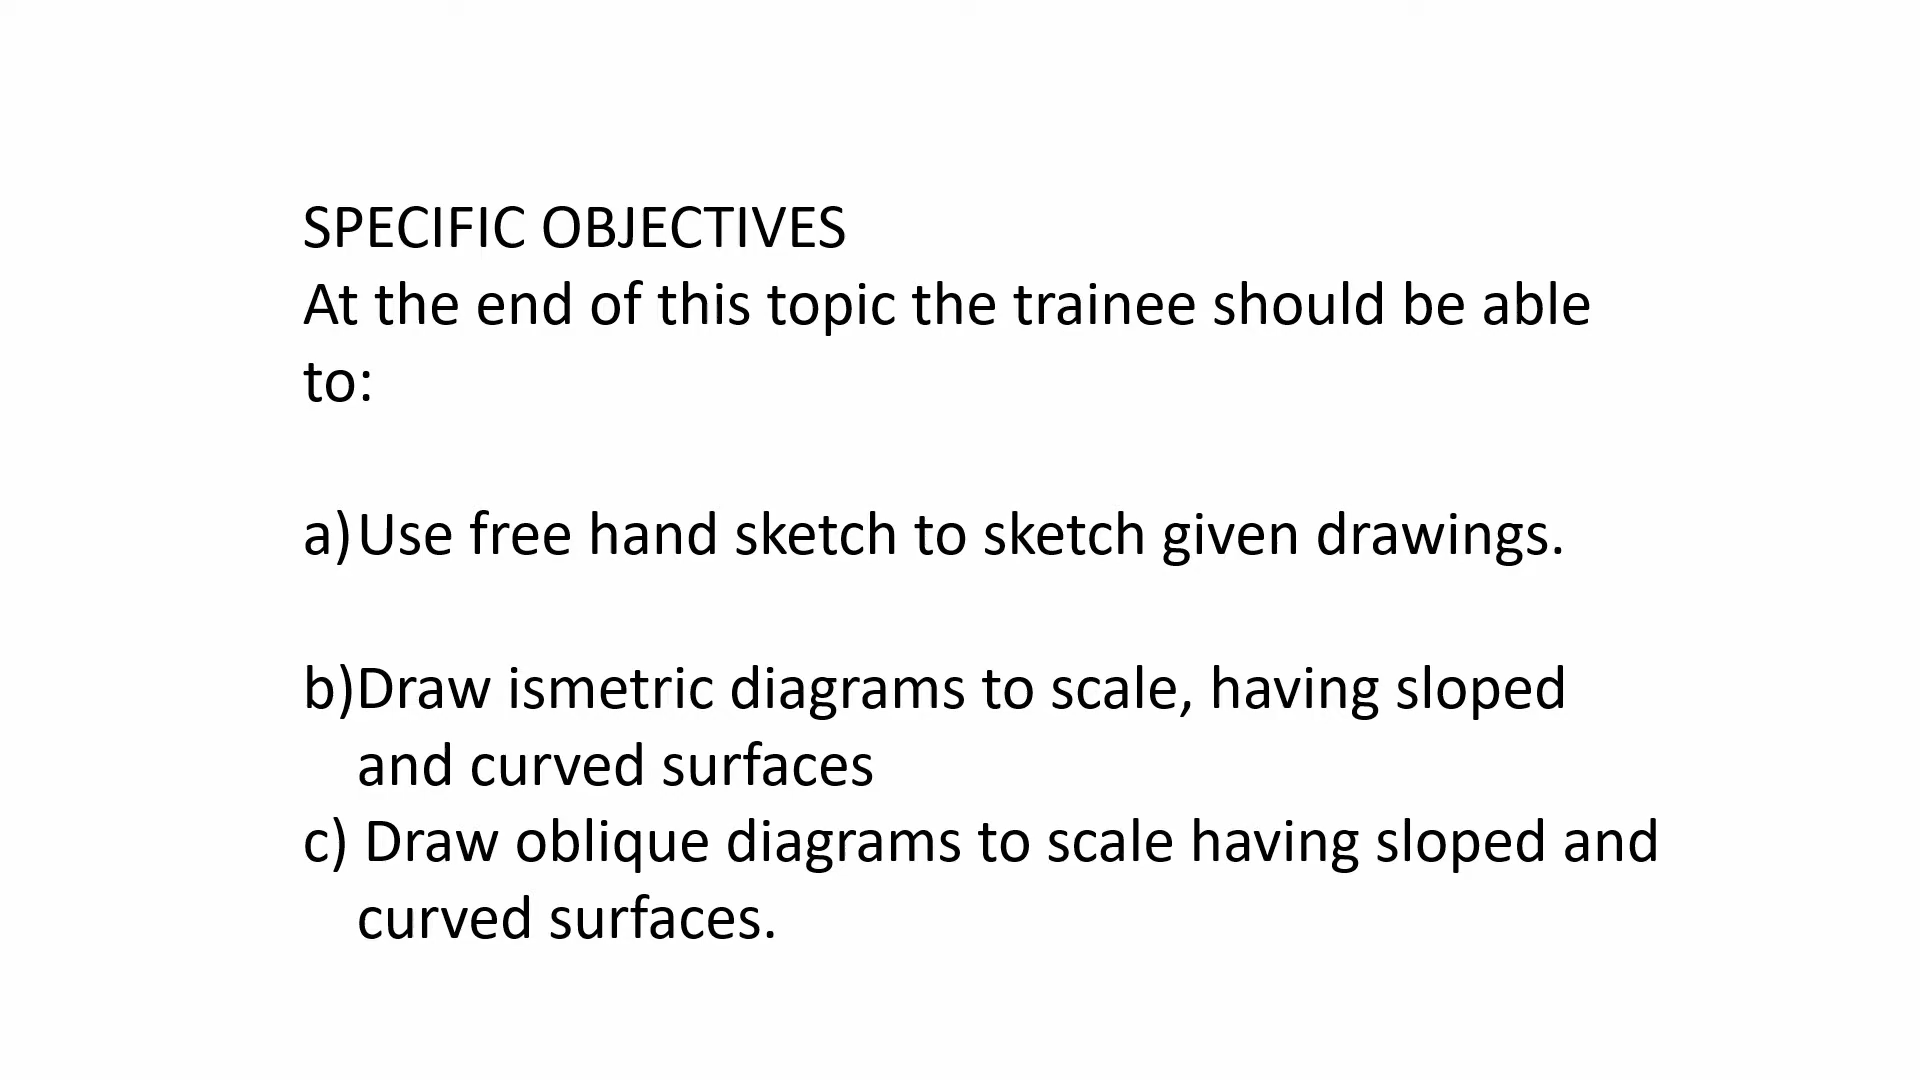 SPECIFIC OBJECTIVES
At the end of this topic the trainee should be able
to:
a) Use free hand sketch to sketch given drawings.
b) Draw ismetric diagrams to scale, having sloped
and curved surfaces
c) Draw oblique diagrams to scale having sloped and
curved surfaces.